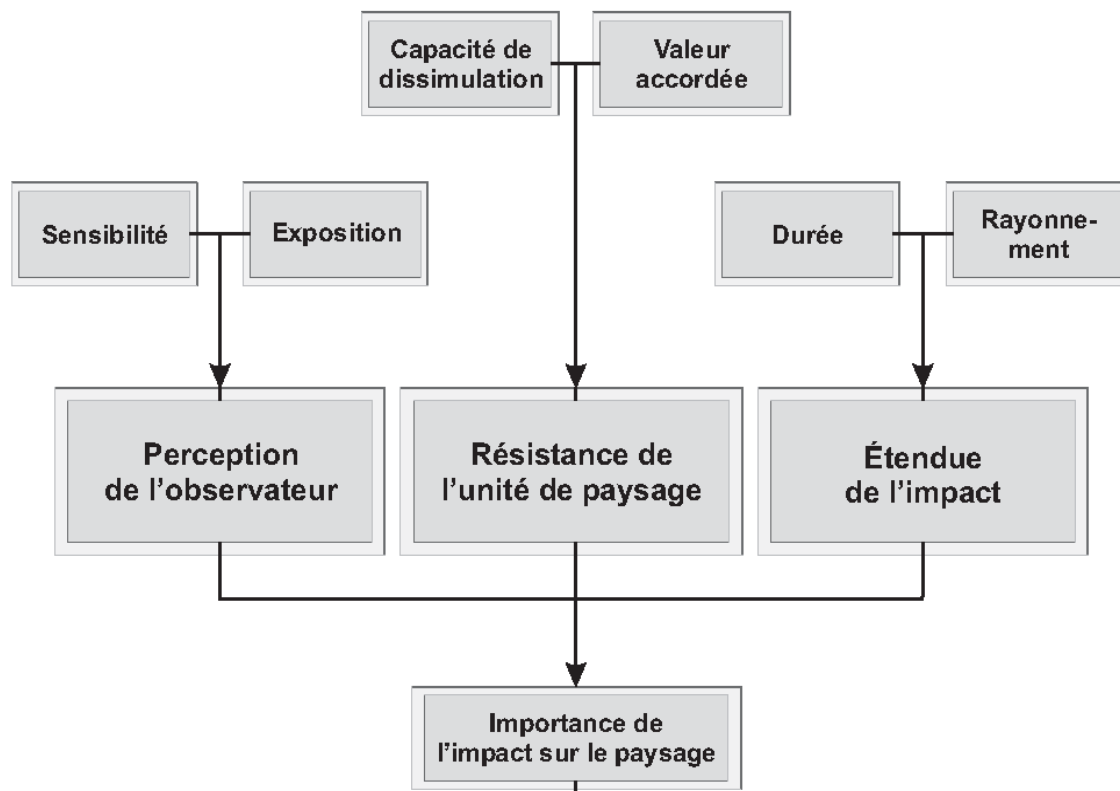 Capacité de
dissimulation
Valeur
accordée
Sensibilité
Exposition
Durée
Rayonne-
ment
Perception
de l’observateur
Résistance de
l’unité de paysage
Étendue
de l’impact
Importance de
l’impact sur le paysage